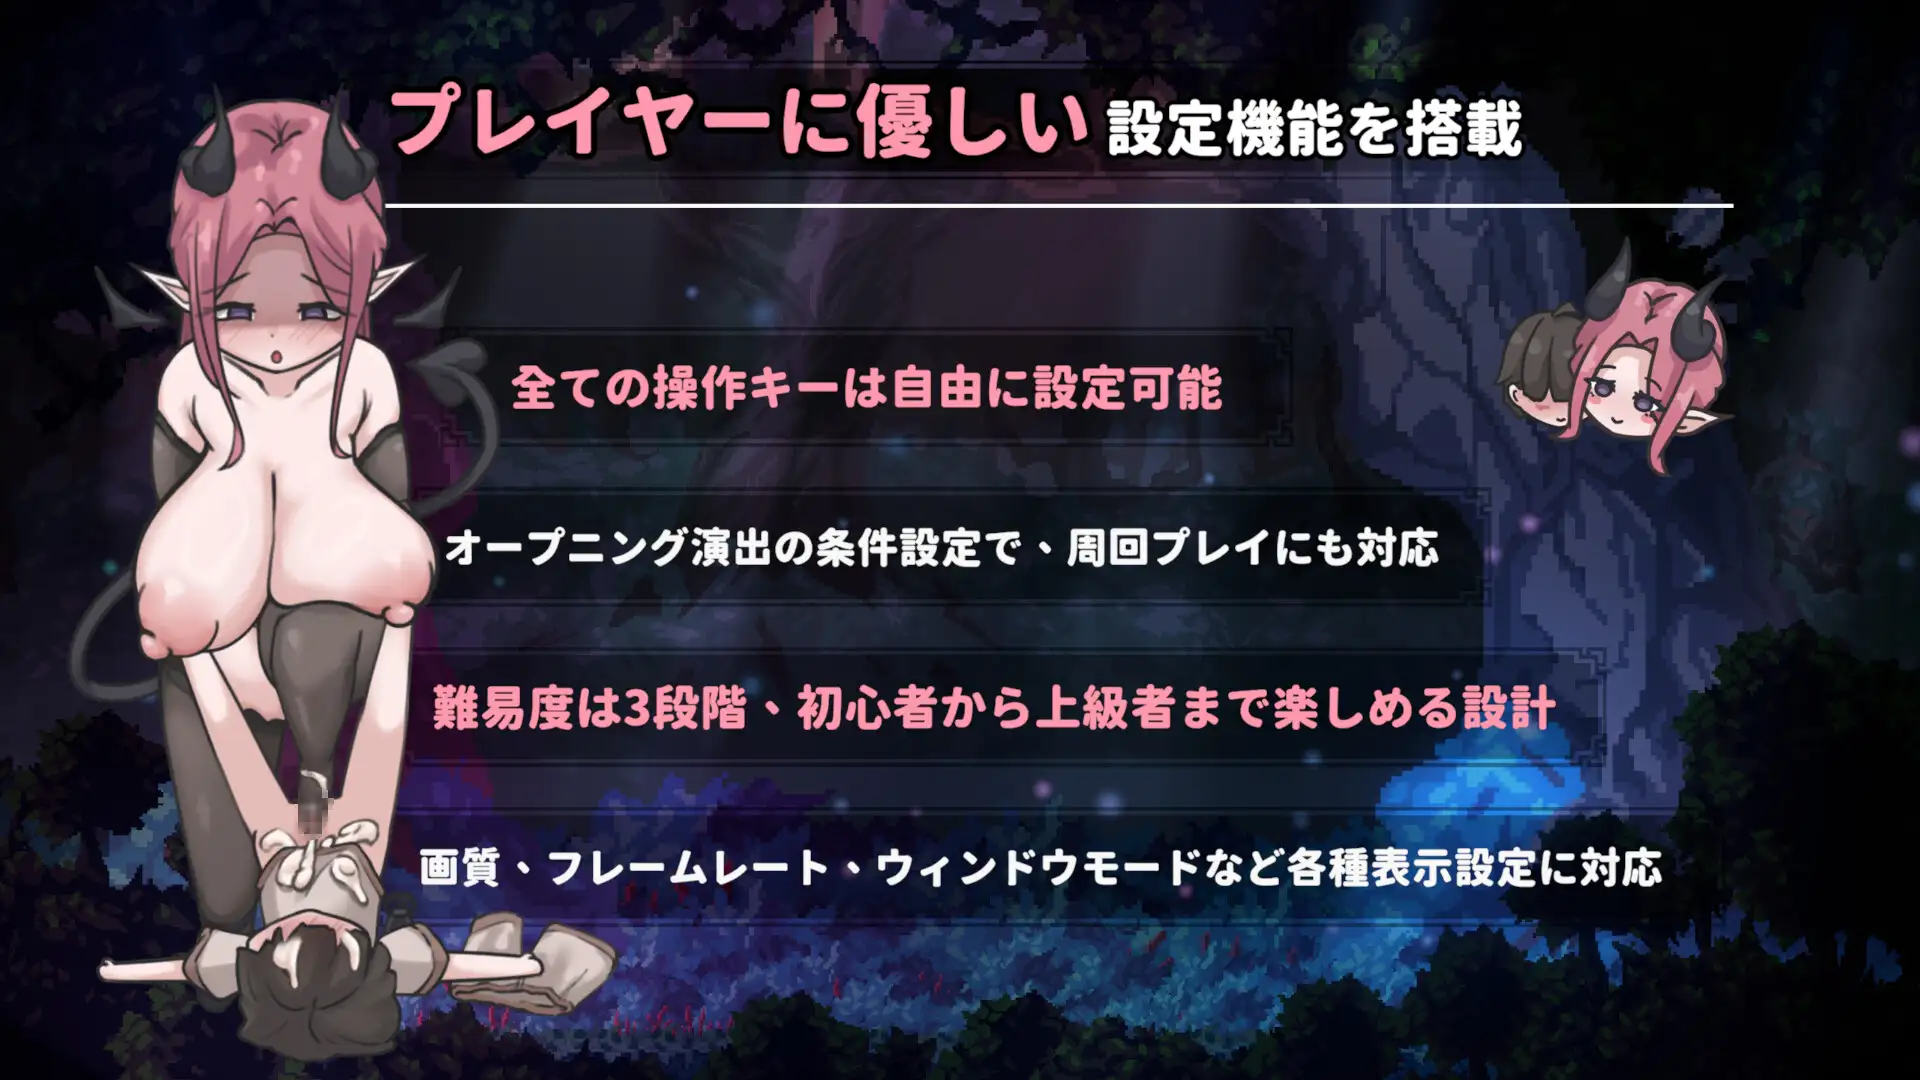 プレイヤーに優しい 設定機能を搭載
全ての操作キーは自由に設定可能
オープニング演出の条件設定で、周回プレイにも対応
難易度は3段階、初心者から上級者まで楽しめる設計
画質、フレームレート、ウィンドウモードなど各種表示設定に対応